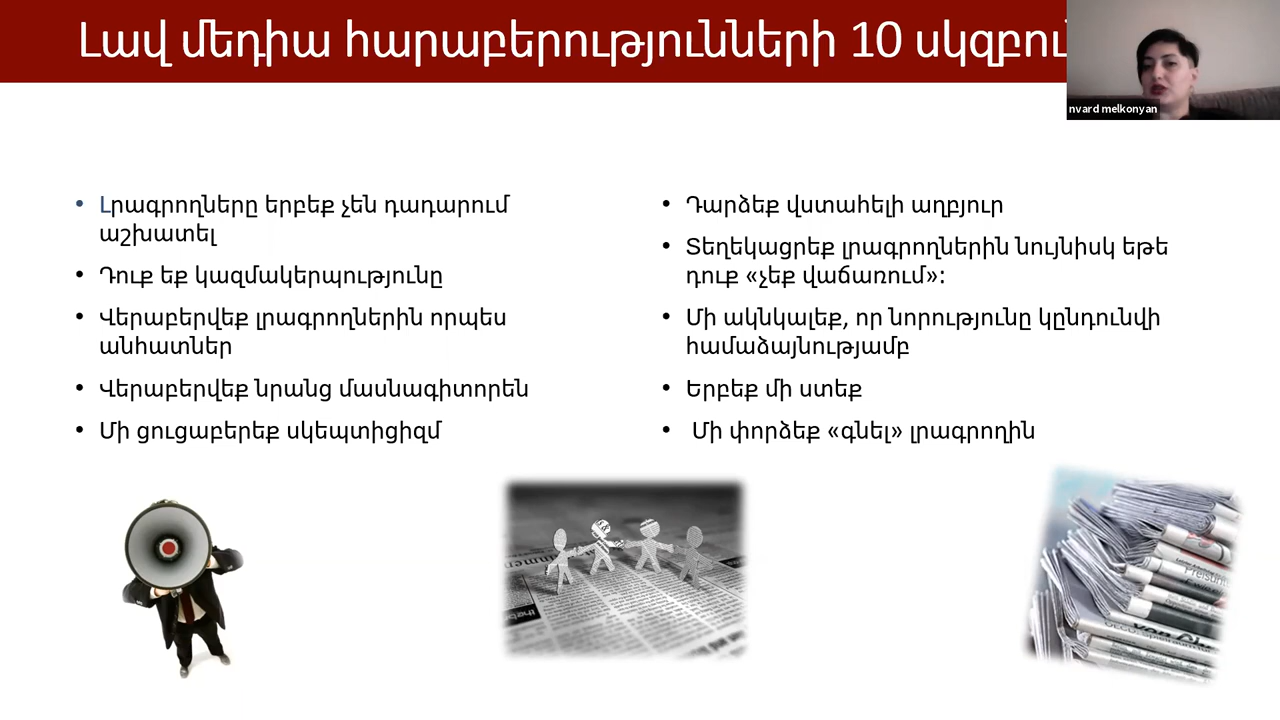 Լավ մեդիա հարաբերությունների 10
nvard melkonyan
• Լրագրողները երբեք չեն դադարում
աշխատել
• Դուք եք կազմակերպությունը
• Վերաբերվեք լրագրողներին որպես
անհատներ
• Վերաբերվեք նրանց մասնագիտորեն
• Մի ցուցաբերեք սկեպտիցիզմ
• Դարձեք վստահելի աղբյուր
• Տեղեկացրեք լրագրողներին նույնիսկ եթե
դուք «չեք վաճառում»:
• Մի ակնկալեք, որ նորությունը կընդունվի
համաձայնությամբ
• Երբեք մի ստեք
• Մի փորձեք «գնել» լրագրողին